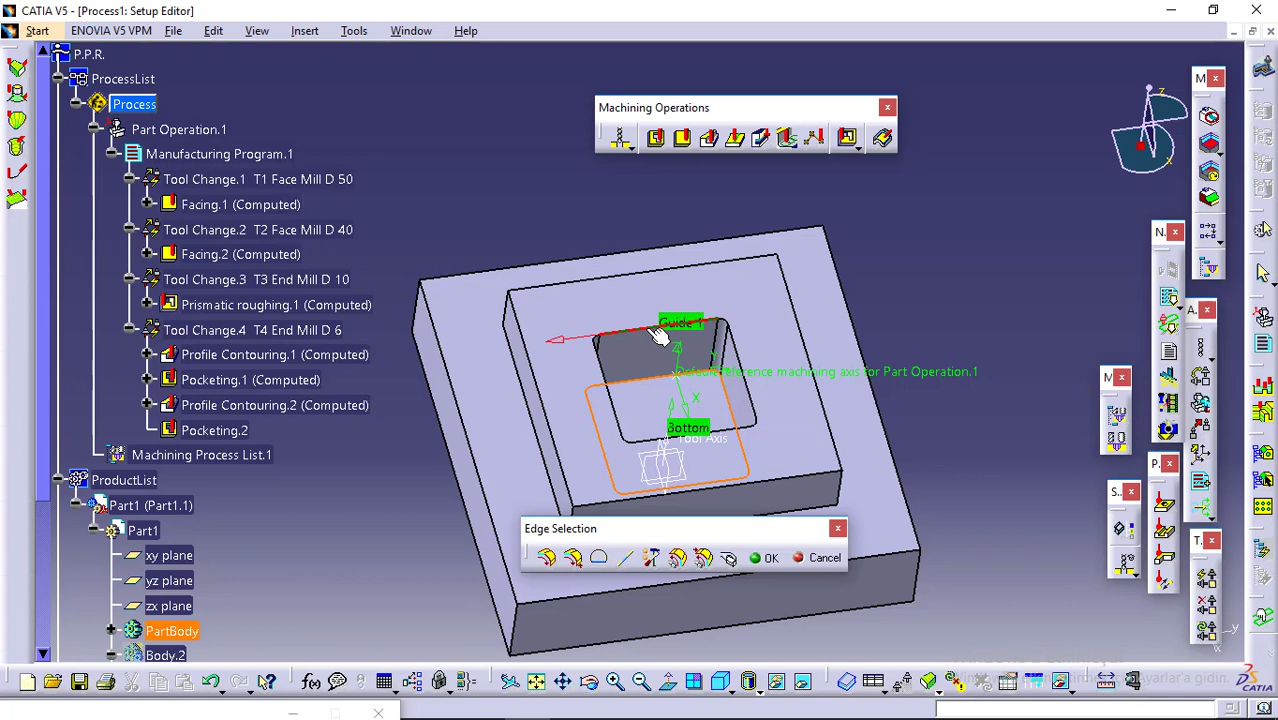 CATIA V5 - [Process1: Setup Editor]
Start ENOVIA V5 VPM File Edit View Insert Tools Window Help
P.P.R.
ProcessList
Process
Part Operation.1
Manufacturing Program.1
Tool Change.1 T1 Face Mill D 50
Facing.1 (Computed)
Tool Change.2 T2 Face Mill D 40
Facing.2 (Computed)
Tool Change.3 T3 End Mill D 10
Prismatic roughing.1 (Computed)
Tool Change.4 T4 End Mill D 6
Profile Contouring.1 (Computed)
Pocketing.1 (Computed)
Profile Contouring.2 (Computed)
Pocketing.2
Machining Process List.1
ProductList
Part1 (Part1.1)
Part1
xy plane
yz plane
zx plane
PartBody
Body.2
Machining Operations
Guide 1
Z
Y
Default reference machining axis for Part Operation.1
X
Bottom
Tool Axis
Edge Selection
OK Cancel
z
x
M
N.
A.
M
P.
S..
T.
y
x
f(x)
CATIA